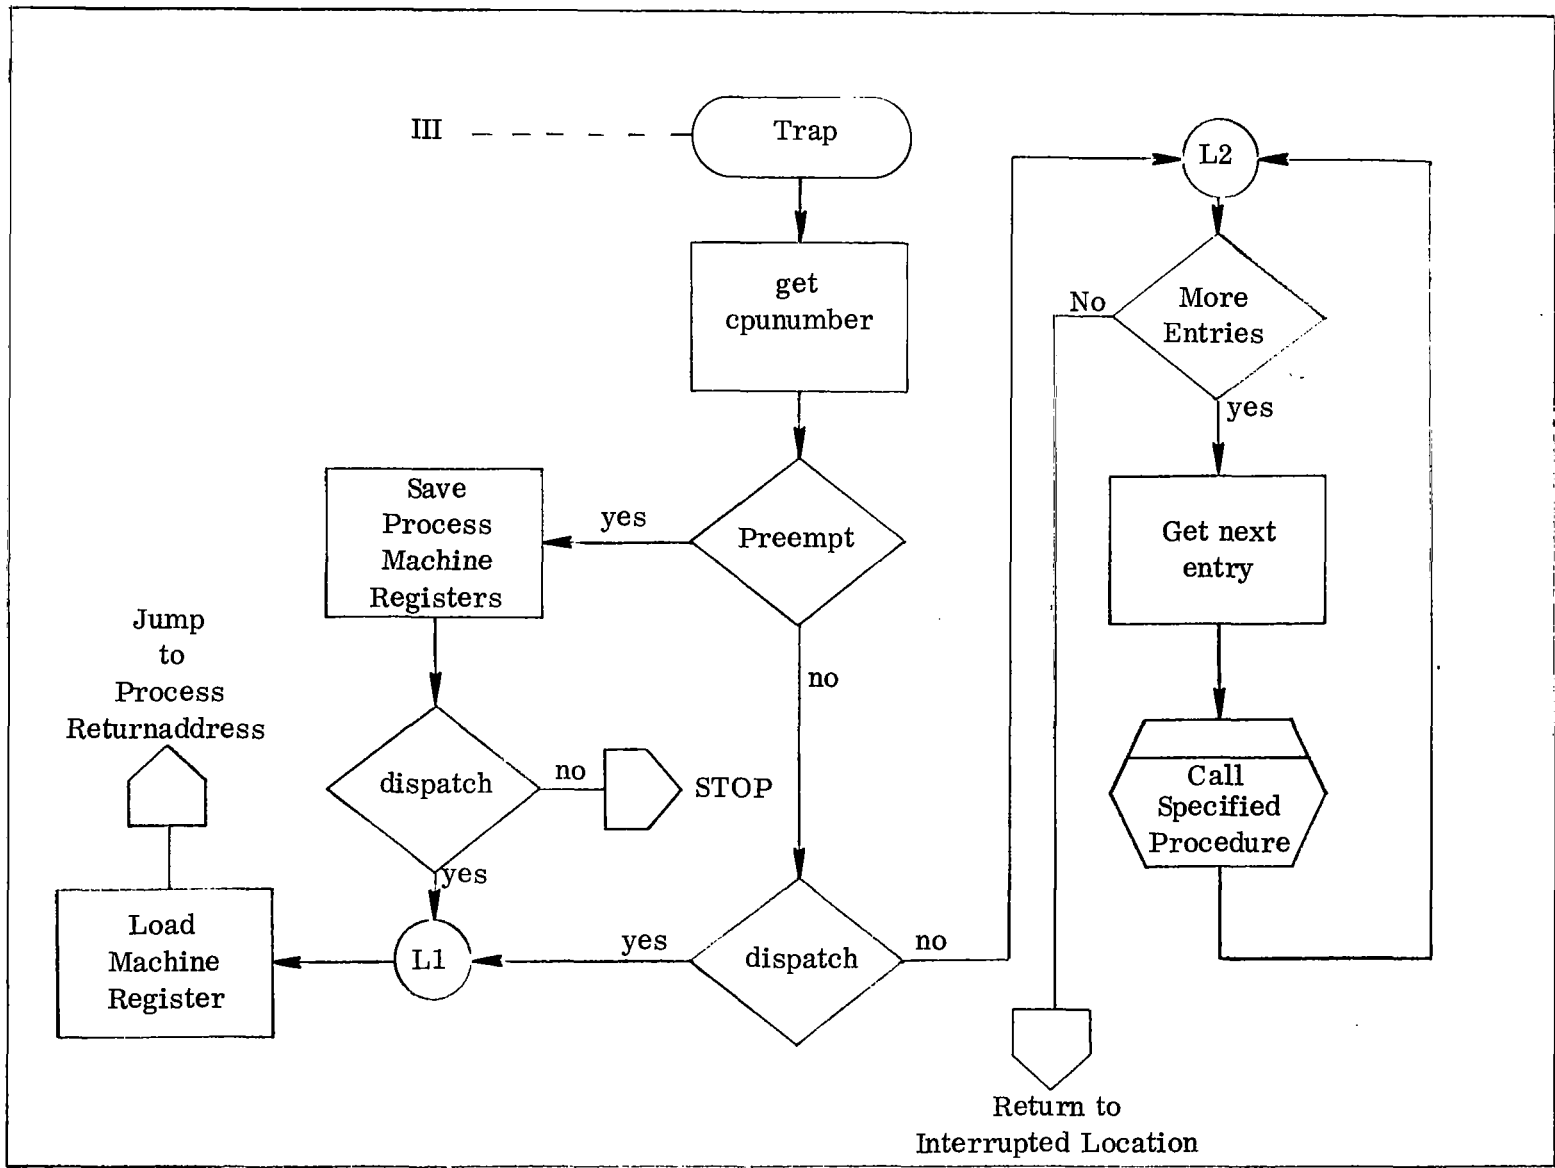 III
Trap
get
cpunumber
Preempt
yes
no
Save
Process
Machine
Registers
dispatch
no
STOP
yes
L1
Load
Machine
Register
Jump
to
Process
Returnaddress
dispatch
yes
no
L2
More
Entries
No
yes
Get next
entry
Call
Specified
Procedure
Return to
Interrupted Location